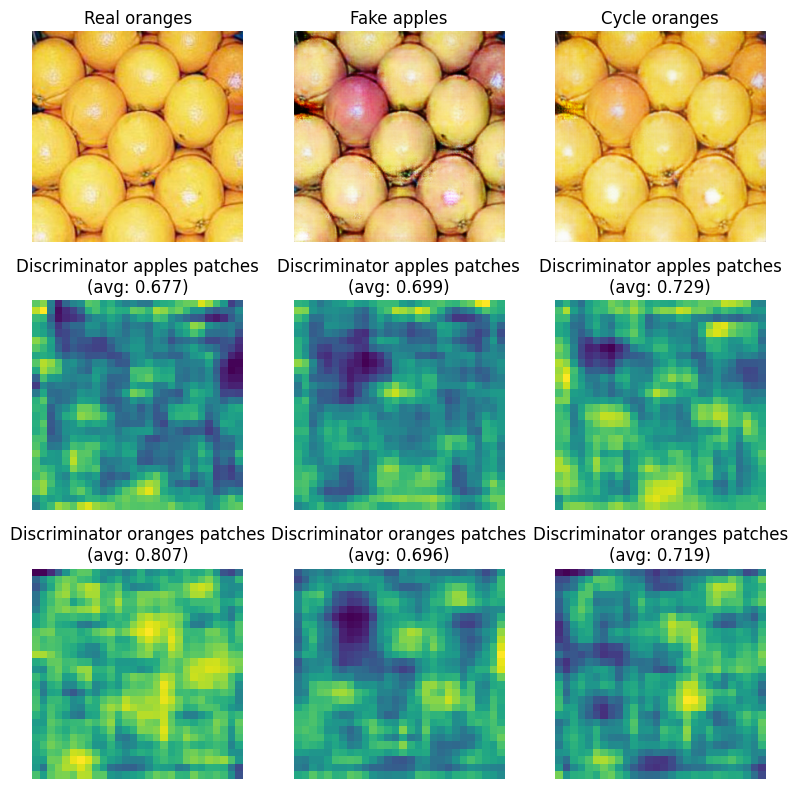 Real oranges
Fake apples
Cycle oranges
Discriminator apples patches
(avg: 0.677)
Discriminator apples patches
(avg: 0.699)
Discriminator apples patches
(avg: 0.729)
Discriminator oranges patches
(avg: 0.807)
Discriminator oranges patches
(avg: 0.696)
Discriminator oranges patches
(avg: 0.719)